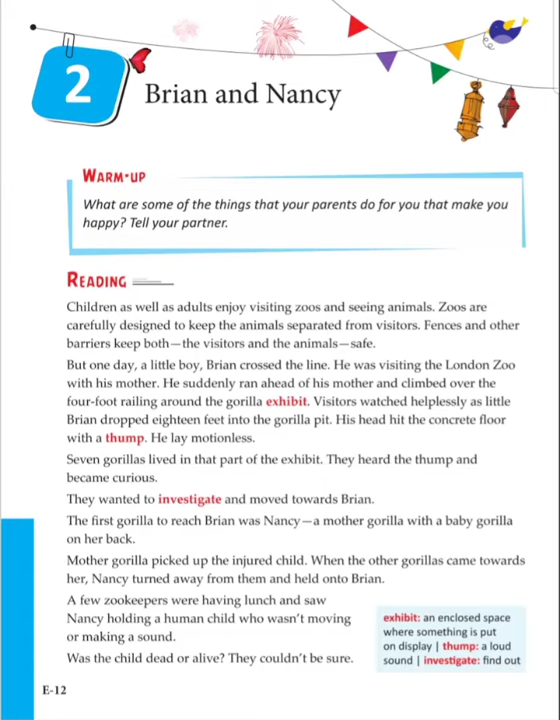 2
Brian and Nancy
WARM-UP
What are some of the things that your parents do for you that make you
happy? Tell your partner.
READING
Children as well as adults enjoy visiting zoos and seeing animals. Zoos are
carefully designed to keep the animals separated from visitors. Fences and other
barriers keep both—the visitors and the animals—safe.
But one day, a little boy, Brian crossed the line. He was visiting the London Zoo
with his mother. He suddenly ran ahead of his mother and climbed over the
four-foot railing around the gorilla exhibit. Visitors watched helplessly as little
Brian dropped eighteen feet into the gorilla pit. His head hit the concrete floor
with a thump. He lay motionless.
Seven gorillas lived in that part of the exhibit. They heard the thump and
became curious.
They wanted to investigate and moved towards Brian.
The first gorilla to reach Brian was Nancy—a mother gorilla with a baby gorilla
on her back.
Mother gorilla picked up the injured child. When the other gorillas came towards
her, Nancy turned away from them and held onto Brian.
A few zookeepers were having lunch and saw
Nancy holding a human child who wasn't moving
or making a sound.
Was the child dead or alive? They couldn't be sure.
exhibit: an enclosed space
where something is put
on display | thump: a loud
sound | investigate: find out
E-12